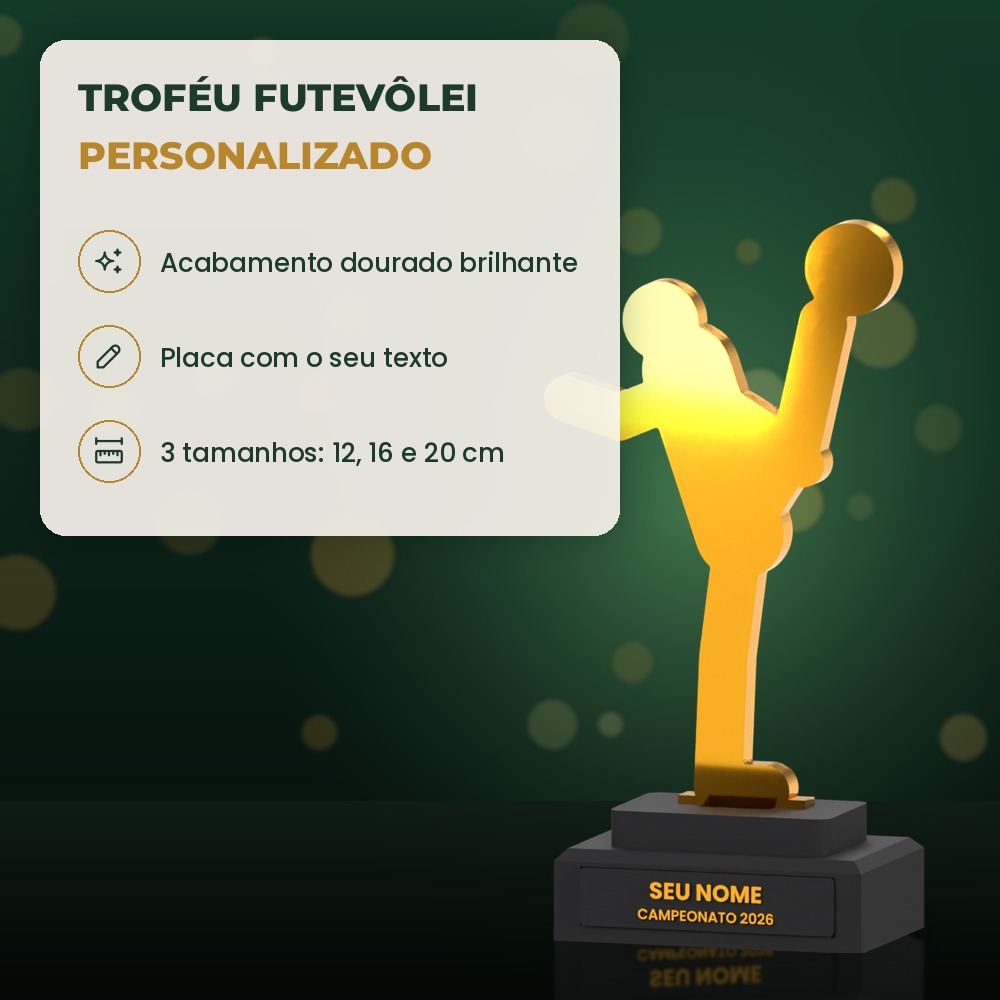 TROFÉU FUTEVÔLEI
PERSONALIZADO
Acabamento dourado brilhante
Placa com o seu texto
3 tamanhos: 12, 16 e 20 cm
SEU NOME
CAMPEONATO 2026